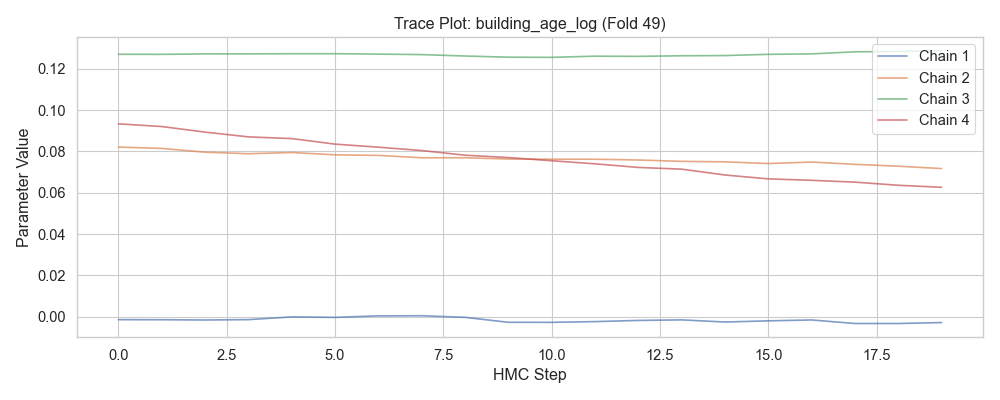 Trace Plot: building_age_log (Fold 49)
Parameter Value
0.12
0.10
0.08
0.06
0.04
0.02
0.00
Chain 1
Chain 2
Chain 3
Chain 4
0.0 2.5 5.0 7.5 10.0 12.5 15.0 17.5
HMC Step